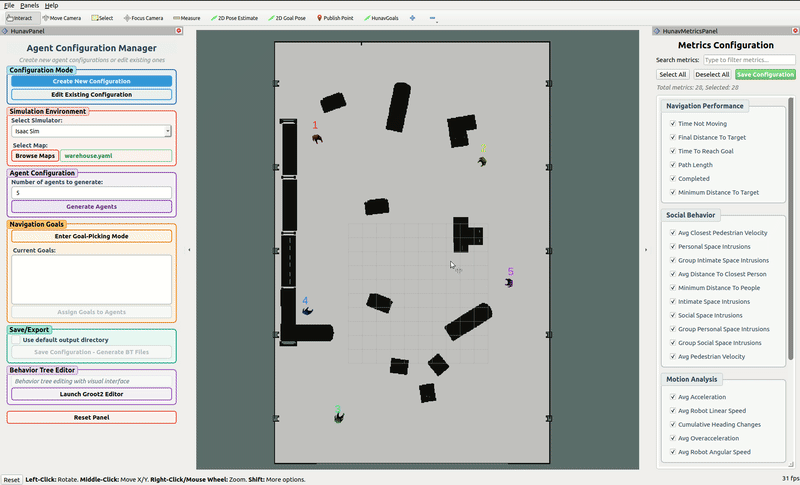 File Panels Help
Interact Move Camera Select Focus Camera Measure 2D Pose Estimate 2D Goal Pose Publish Point HunavGoals
HunavPanel
Agent Configuration Manager
Create new agent configurations or edit existing ones
Configuration Mode
Create New Configuration
Edit Existing Configuration
Simulation Environment
Select Simulator:
Isaac Sim
Select Map:
Browse Maps warehouse.yaml
Agent Configuration
Number of agents to generate:
5
Generate Agents
Navigation Goals
Enter Goal-Picking Mode
Current Goals:
Assign Goals to Agents
Save/Export
Use default output directory
Save Configuration - Generate BT Files
Behavior Tree Editor
Behavior tree editing with visual interface
Launch Groot2 Editor
Reset Panel
1
5
4
HunavMetricsPanel
Metrics Configuration
Search metrics: Type to filter metrics...
Select All Deselect All Save Configuration
Total metrics: 28, Selected: 28
Navigation Performance
Time Not Moving
Final Distance To Target
Time To Reach Goal
Path Length
Completed
Minimum Distance To Target
Social Behavior
Avg Closest Pedestrian Velocity
Personal Space Intrusions
Group Intimate Space Intrusions
Avg Distance To Closest Person
Minimum Distance To People
Intimate Space Intrusions
Social Space Intrusions
Group Personal Space Intrusions
Group Social Space Intrusions
Avg Pedestrian Velocity
Motion Analysis
Avg Acceleration
Avg Robot Linear Speed
Cumulative Heading Changes
Avg Overacceleration
Avg Robot Angular Speed
Reset Left-Click: Rotate. Middle-Click: Move X/Y. Right-Click/Mouse Wheel: Zoom. Shift: More options. 31 fps